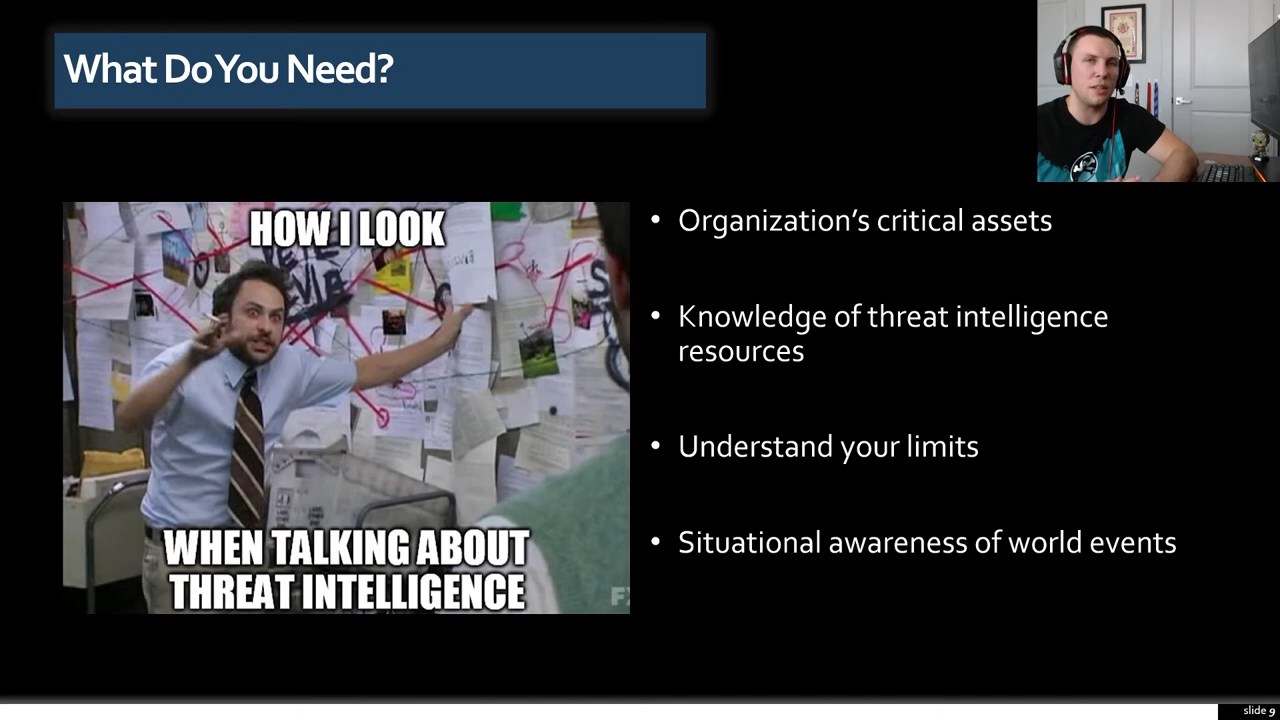 What Do You Need?
HOW I LOOK
WHEN TALKING ABOUT
THREAT INTELLIGENCE
FX
• Organization’s critical assets
• Knowledge of threat intelligence
resources
• Understand your limits
• Situational awareness of world events
slide 9